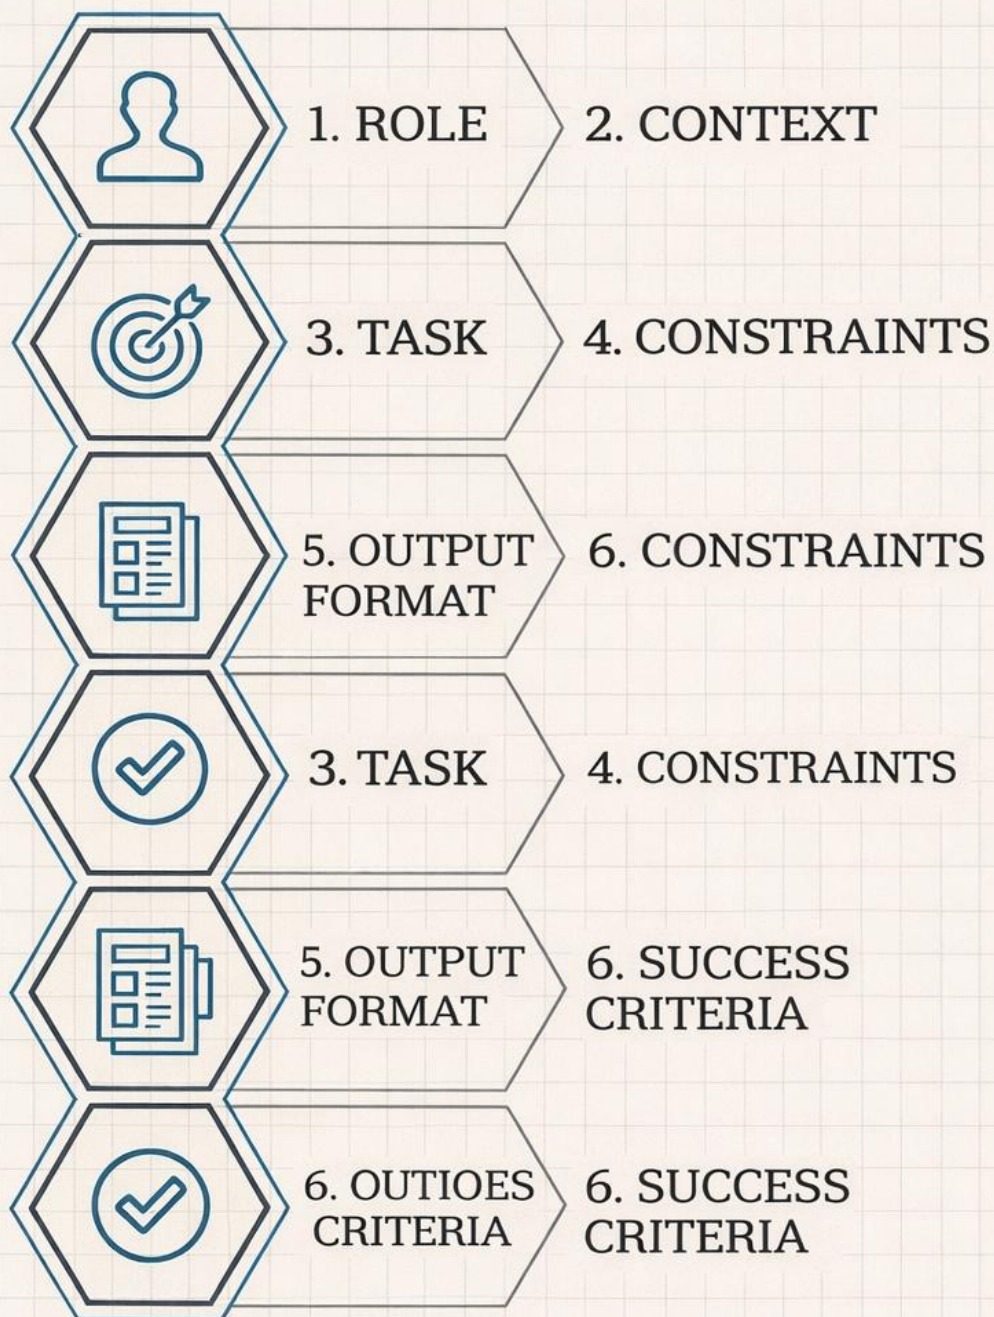 1. ROLE
2. CONTEXT
3. TASK
4. CONSTRAINTS
5. OUTPUT
FORMAT
6. CONSTRAINTS
3. TASK
4. CONSTRAINTS
5. OUTPUT
FORMAT
6. SUCCESS
CRITERIA
6. OUTIOES
CRITERIA
6. SUCCESS
CRITERIA